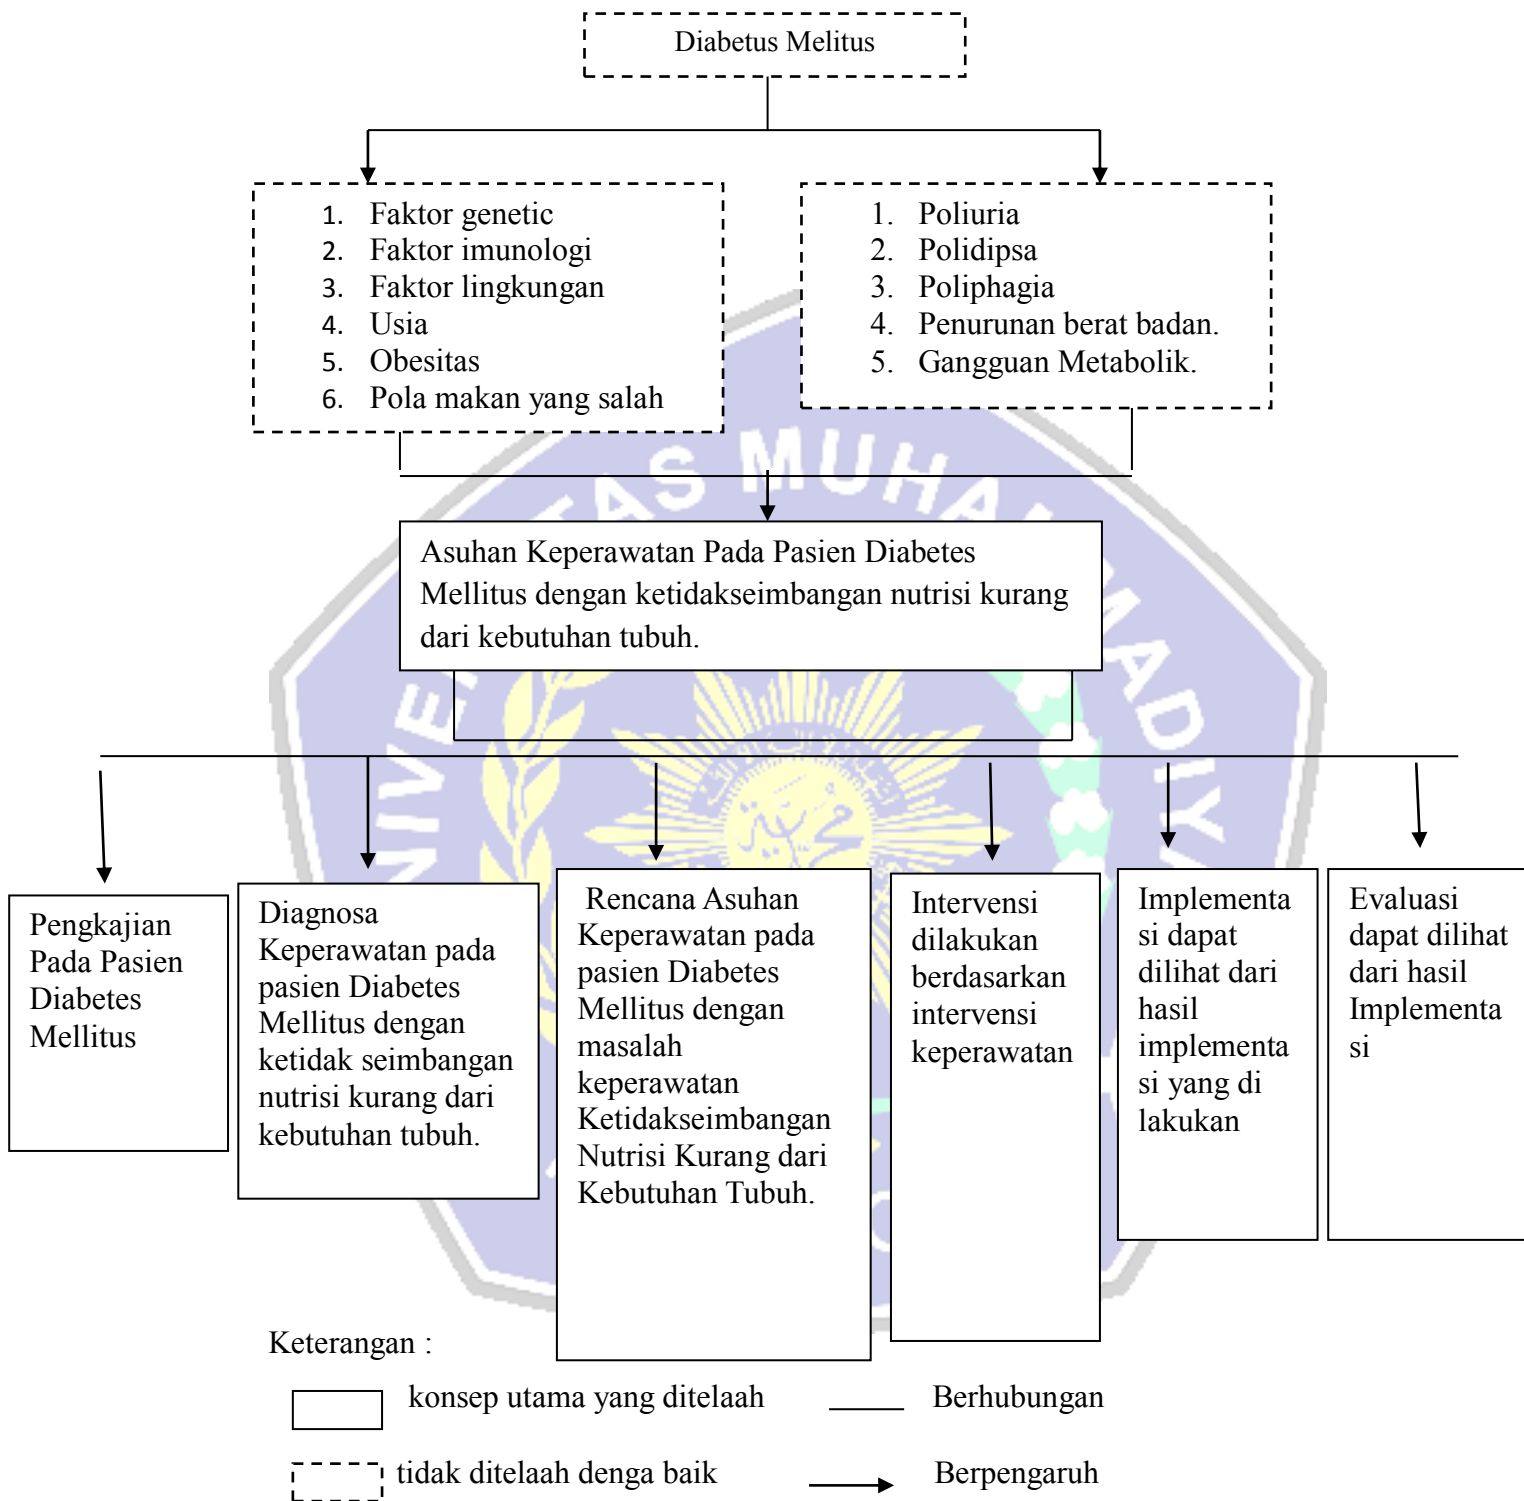 Diabetus Melitus
1. Faktor genetic
2. Faktor imunologi
3. Faktor lingkungan
4. Usia
5. Obesitas
6. Pola makan yang salah
1. Poliuria
2. Polidipsa
3. Poliphagia
4. Penurunan berat badan.
5. Gangguan Metabolik.
Asuhan Keperawatan Pada Pasien Diabetes
Mellitus dengan ketidakseimbangan nutrisi kurang
dari kebutuhan tubuh.
Pengkajian
Pada Pasien
Diabetes
Mellitus
Diagnosa
Keperawatan pada
pasien Diabetes
Mellitus dengan
ketidak seimbangan
nutrisi kurang dari
kebutuhan tubuh.
Rencana Asuhan
Keperawatan pada
pasien Diabetes
Mellitus dengan
masalah
keperawatan
Ketidakseimbangan
Nutrisi Kurang dari
Kebutuhan Tubuh.
Intervensi
dilakukan
berdasarkan
intervensi
keperawatan
Implementa
si dapat
dilihat dari
hasil
implementa
si yang di
lakukan
Evaluasi
dapat dilihat
dari hasil
Implementa
si
Keterangan :
konsep utama yang ditelaah
Berhubungan
tidak ditelaah denga baik
Berpengaruh